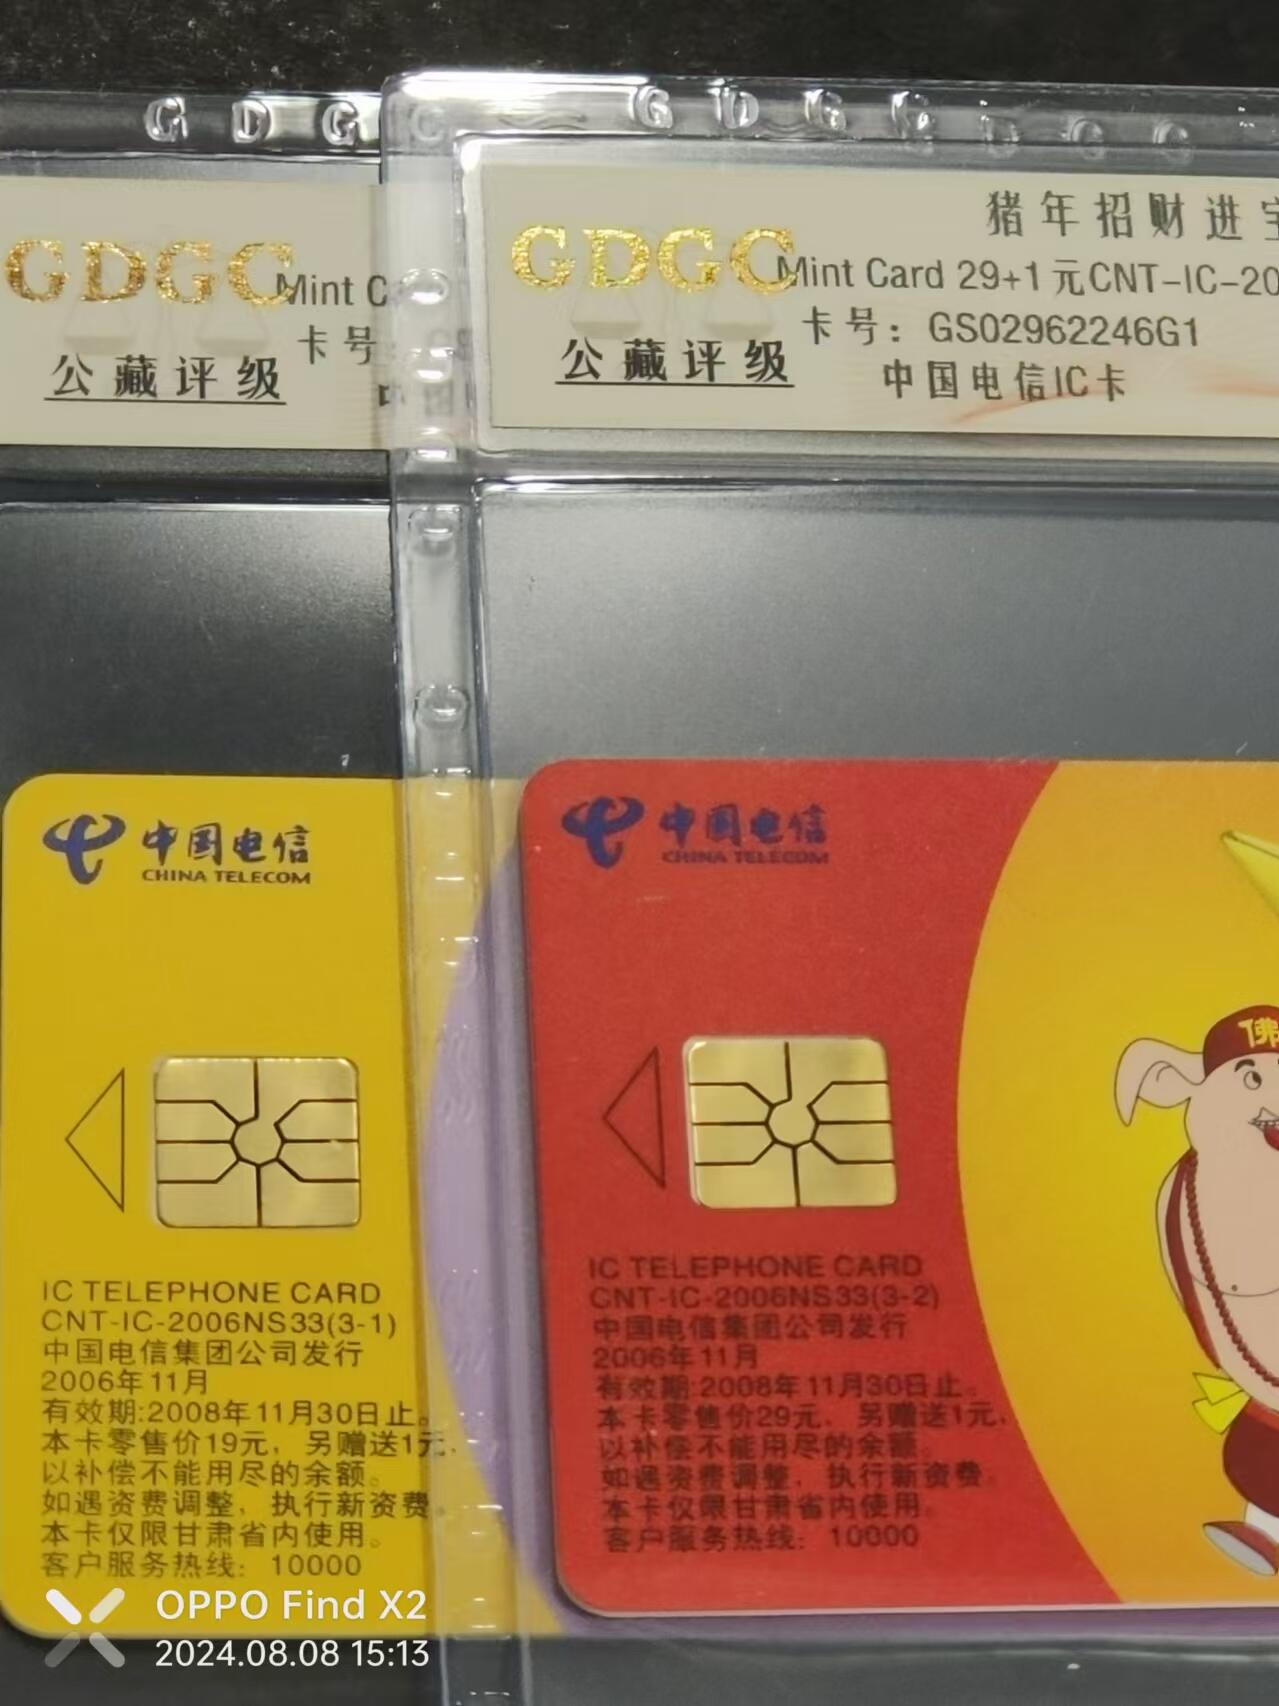 G D G C
G D G C
GDGC
Mint C
卡号
公藏评级
猪年招财进宝
GDGC
Mint Card 29+1元CNT-IC-20
卡号：GS02962246G1
公藏评级
中国电信IC卡
中国电信
CHINA TELECOM
IC TELEPHONE CARD
CNT-IC-2006NS33(3-1)
中国电信集团公司发行
2006年11月
有效期:2008年11月30日止。
本卡零售价19元，另赠送1元，
以补偿不能用尽的余额。
如遇资费调整，执行新资费。
本卡仅限甘肃省内使用。
客户服务热线：10000
中国电信
CHINA TELECOM
佛
IC TELEPHONE CARD
CNT-IC-2006NS33(3-2)
中国电信集团公司发行
2006年11月
有效期:2008年11月30日止。
本卡零售价29元，另赠送1元，
以补偿不能用尽的余额。
如遇资费调整，执行新资费。
本卡仅限甘肃省内使用。
客户服务热线：10000
OPPO Find X2
2024.08.08 15:13